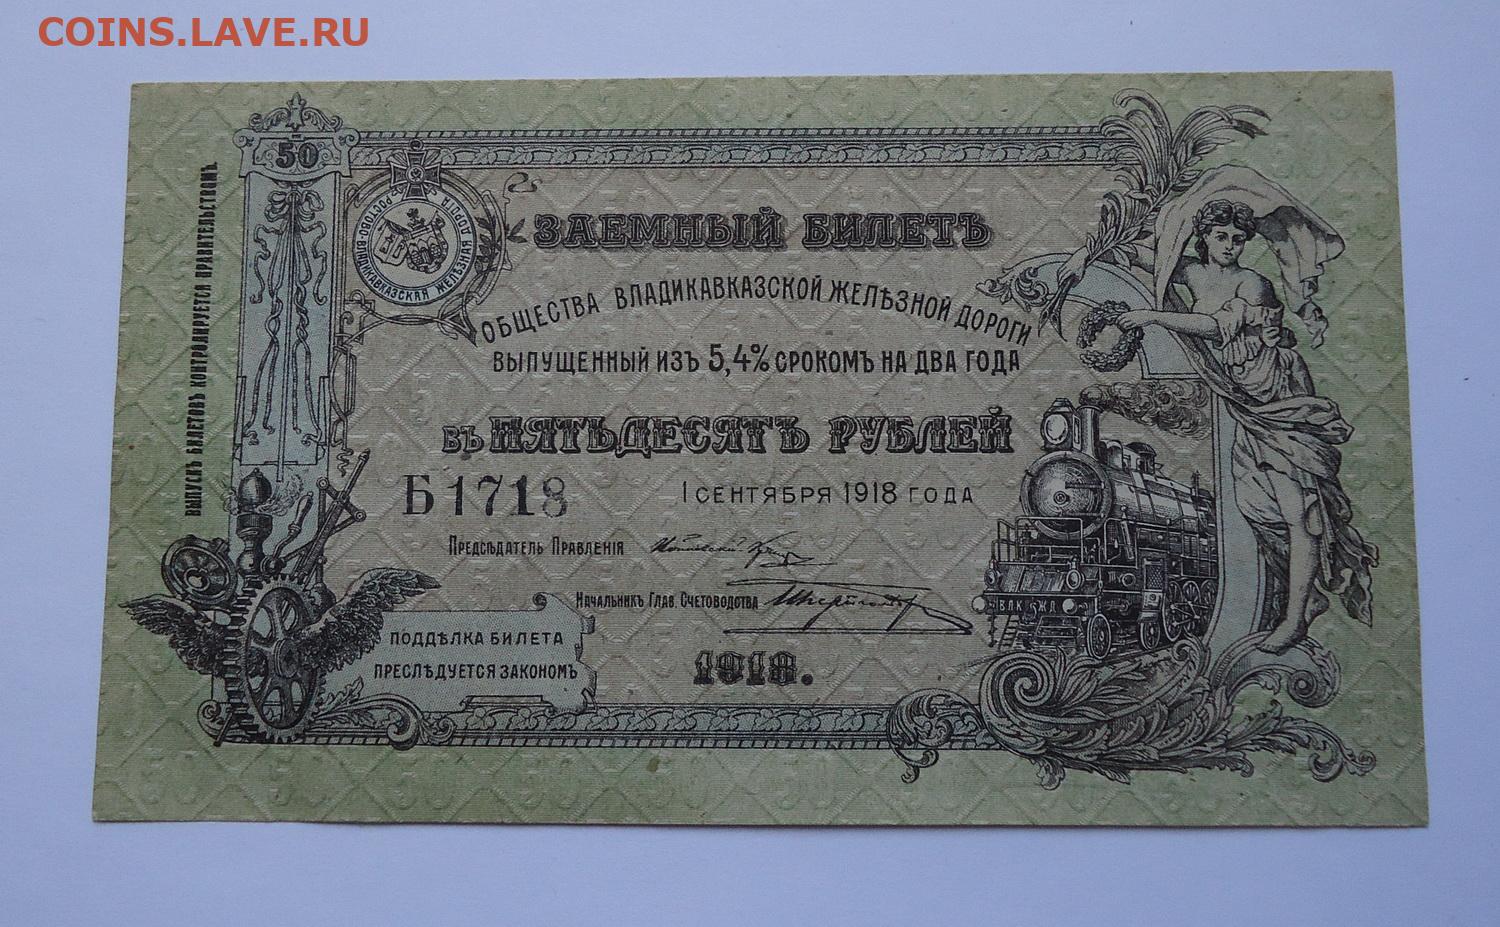 COINS.LAVE.RU
ВЫПУСКЪ БИЛЕТОВЪ КОНТРОЛИРУЕТСЯ ПРАВИТЕЛЬСТВОМЪ.
50
РОСТОВО-ВЛАДИКАВКАЗСКАЯ ЖЕЛѢЗНАЯ ДОРОГА
ЗАЕМНЫЙ БИЛЕТЪ
ОБЩЕСТВА ВЛАДИКАВКАЗСКОЙ ЖЕЛѢЗНОЙ ДОРОГИ
ВЫПУЩЕННЫЙ ИЗЪ 5,4% СРОКОМЪ НА ДВА ГОДА
ВЪ ПЯТЬДЕСЯТЪ РУБЛЕЙ
Б1718
1 СЕНТЯБРЯ 1918 ГОДА
ПРЕДСѢДАТЕЛЬ ПРАВЛЕНІЯ
НАЧАЛЬНИКЪ ГЛАВ. СЧЕТОВОДСТВА
ВЛК ЖД
ПОДДѢЛКА БИЛЕТА
ПРЕСЛѢДУЕТСЯ ЗАКОНОМЪ
1918.